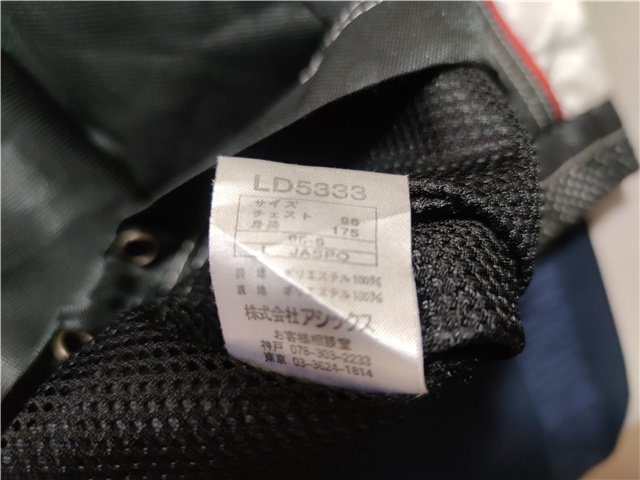 LD5333
サイズ
チェスト 96
身長 175
96-5
L JASPO
表地 ポリエステル100%
裏地 ポリエステル100%
株式会社アシックス
お客様相談室
神戸 078-303-2233
東京 03-3624-1814